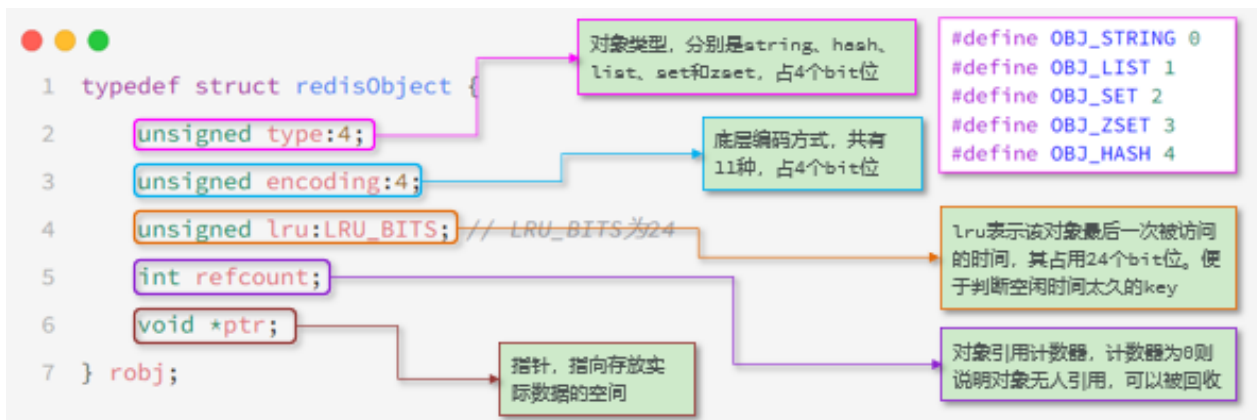 1 typedef struct redisObject {
2 unsigned type:4;
3 unsigned encoding:4;
4 unsigned lru:LRU_BITS; // LRU_BITS为24
5 int refcount;
6 void *ptr;
7 } robj;
对象类型，分别是string、hash、
list、set和zset，占4个bit位
#define OBJ_STRING 0
#define OBJ_LIST 1
#define OBJ_SET 2
#define OBJ_ZSET 3
#define OBJ_HASH 4
底层编码方式，共有
11种，占4个bit位
lru表示该对象最后一次被访问
的时间，其占用24个bit位。便
于判断空闲时间太久的key
对象引用计数器，计数器为0则
说明对象无人引用，可以被回收
指针，指向存放实
际数据的空间